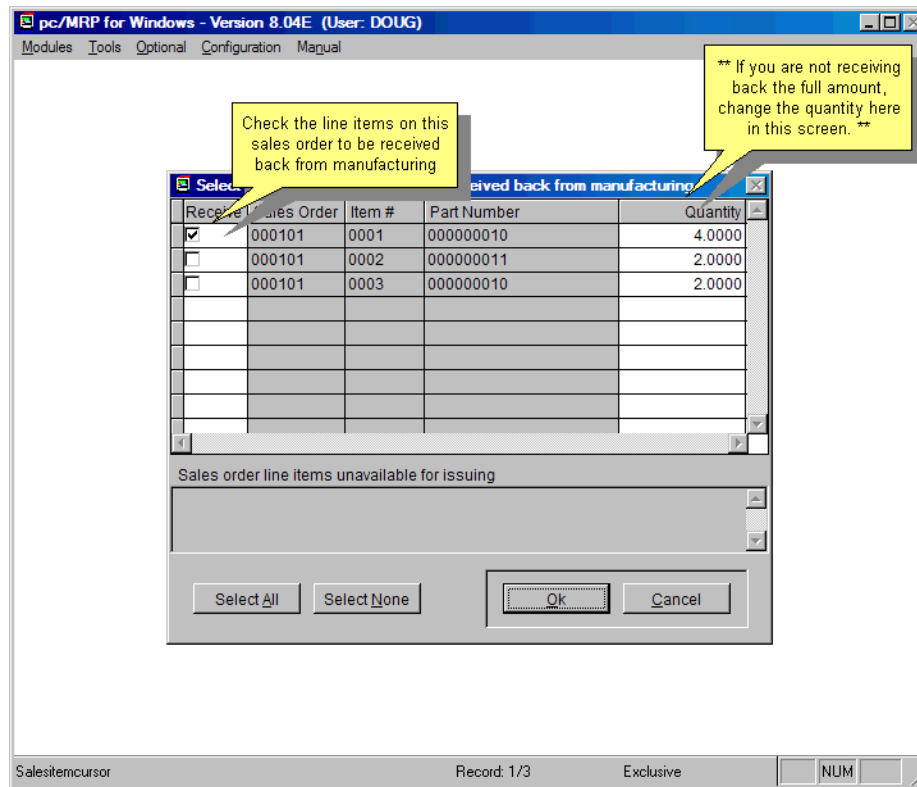 pc/MRP for Windows - Version 8.04E (User: DOUG)
Modules Tools Optional Configuration Manual
** If you are not receiving
back the full amount,
change the quantity here
in this screen. **
Check the line items on this
sales order to be received
back from manufacturing
Select eived back from manufacturing
Receive Sales Order Item # Part Number Quantity
000101 0001 000000010 4.0000
000101 0002 000000011 2.0000
000101 0003 000000010 2.0000
Sales order line items unavailable for issuing
Select All Select None Ok Cancel
Salesitemcursor Record: 1/3 Exclusive NUM